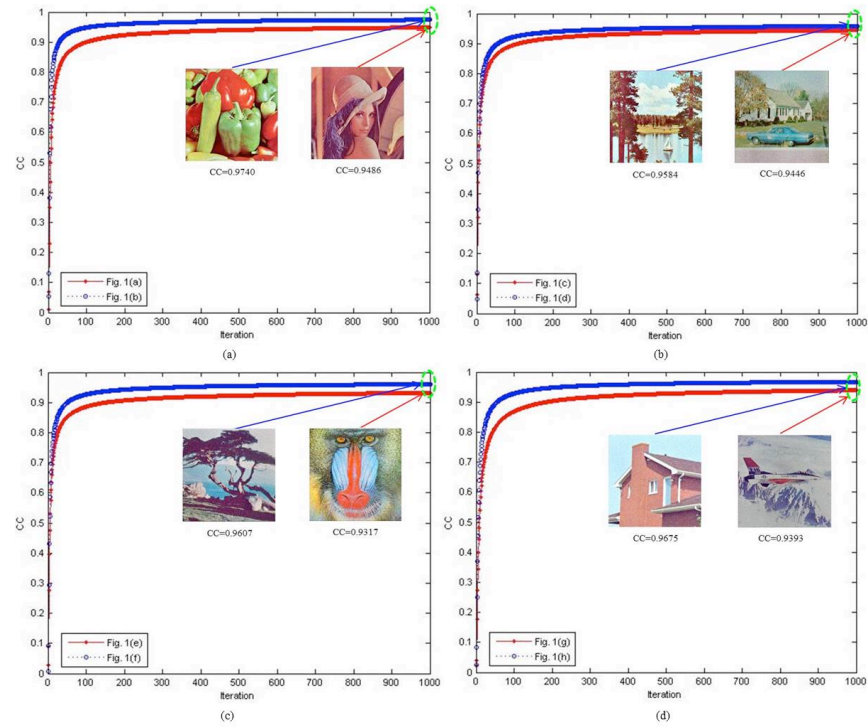 1
0.9
0.8
0.7
0.6
0.5
0.4
0.3
0.2
0.1
0
CC
CC=0.9740
CC=0.9486
Fig. 1(a)
Fig. 1(b)
0 100 200 300 400 500 600 700 800 900 1000
Iteration
(a)
1
0.9
0.8
0.7
0.6
0.5
0.4
0.3
0.2
0.1
0
CC
CC=0.9584
CC=0.9446
Fig. 1(c)
Fig. 1(d)
0 100 200 300 400 500 600 700 800 900 1000
Iteration
(b)
1
0.9
0.8
0.7
0.6
0.5
0.4
0.3
0.2
0.1
0
CC
CC=0.9607
CC=0.9317
Fig. 1(e)
Fig. 1(f)
0 100 200 300 400 500 600 700 800 900 1000
Iteration
(c)
1
0.9
0.8
0.7
0.6
0.5
0.4
0.3
0.2
0.1
0
CC
CC=0.9675
CC=0.9393
Fig. 1(g)
Fig. 1(h)
0 100 200 300 400 500 600 700 800 900 1000
Iteration
(d)